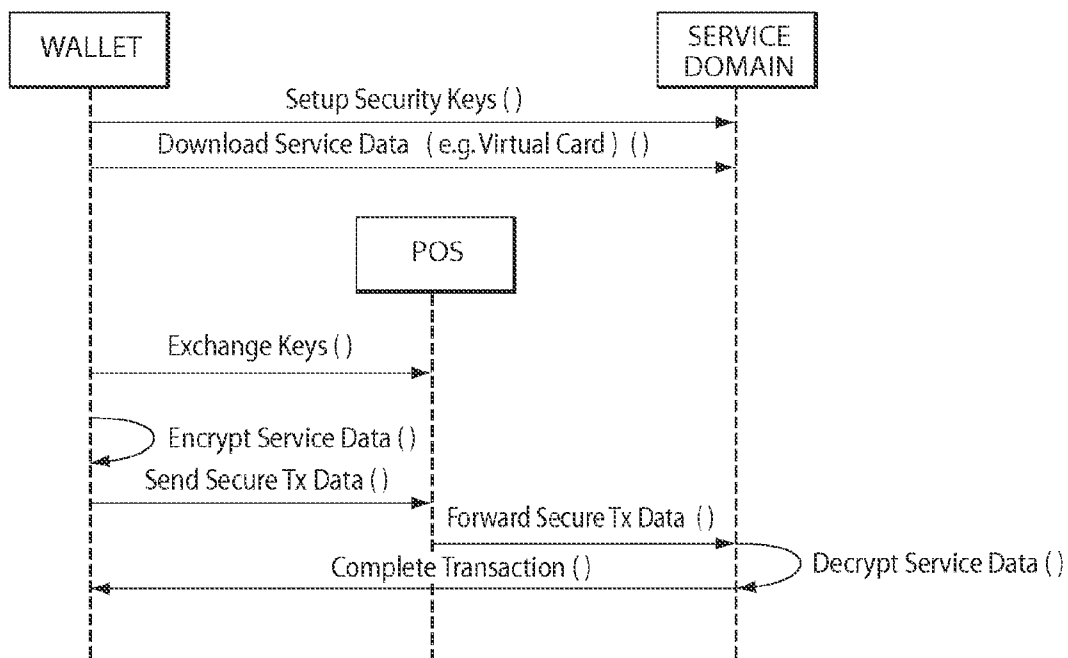 WALLET
SERVICE
DOMAIN
Setup Security Keys ( )
Download Service Data ( e.g. Virtual Card ) ( )
POS
Exchange Keys ( )
Encrypt Service Data ( )
Send Secure Tx Data ( )
Forward Secure Tx Data ( )
Complete Transaction ( )
Decrypt Service Data ( )